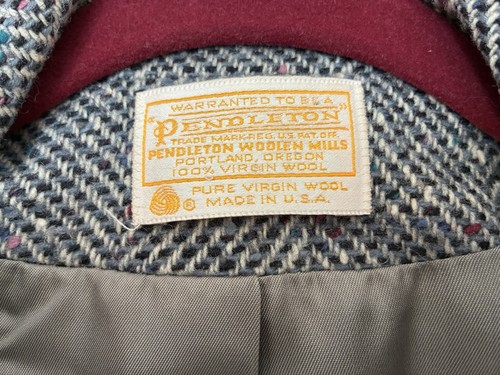 WARRANTED TO BE A
"PENDLETON"
TRADE MARK REG. U.S. PAT. OFF.
PENDLETON WOOLEN MILLS
PORTLAND, OREGON
100% VIRGIN WOOL
PURE VIRGIN WOOL
® MADE IN U.S.A.